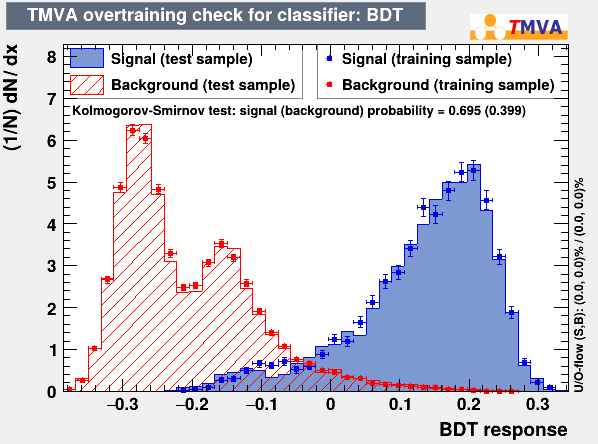 TMVA overtraining check for classifier: BDT
TMVA
(1/N) dN / dx
Signal (test sample)
Signal (training sample)
Background (test sample)
Background (training sample)
Kolmogorov-Smirnov test: signal (background) probability = 0.695 (0.399)
8
7
6
5
4
3
2
1
0
-0.3
-0.2
-0.1
0
0.1
0.2
0.3
BDT response
U/O-flow (S,B): (0.0, 0.0)% / (0.0, 0.0)%